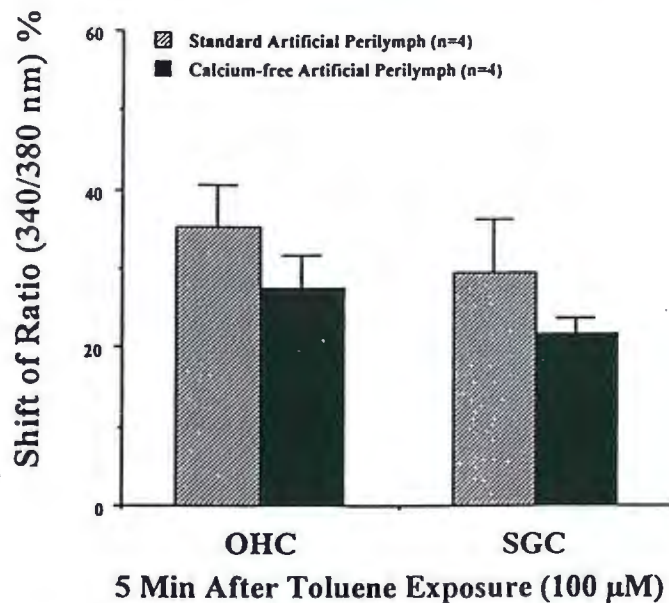 Shift of Ratio (340/380 nm) %
60
40
20
0
Standard Artificial Perilymph (n=4)
Calcium-free Artificial Perilymph (n=4)
OHC
SGC
5 Min After Toluene Exposure (100 µM)